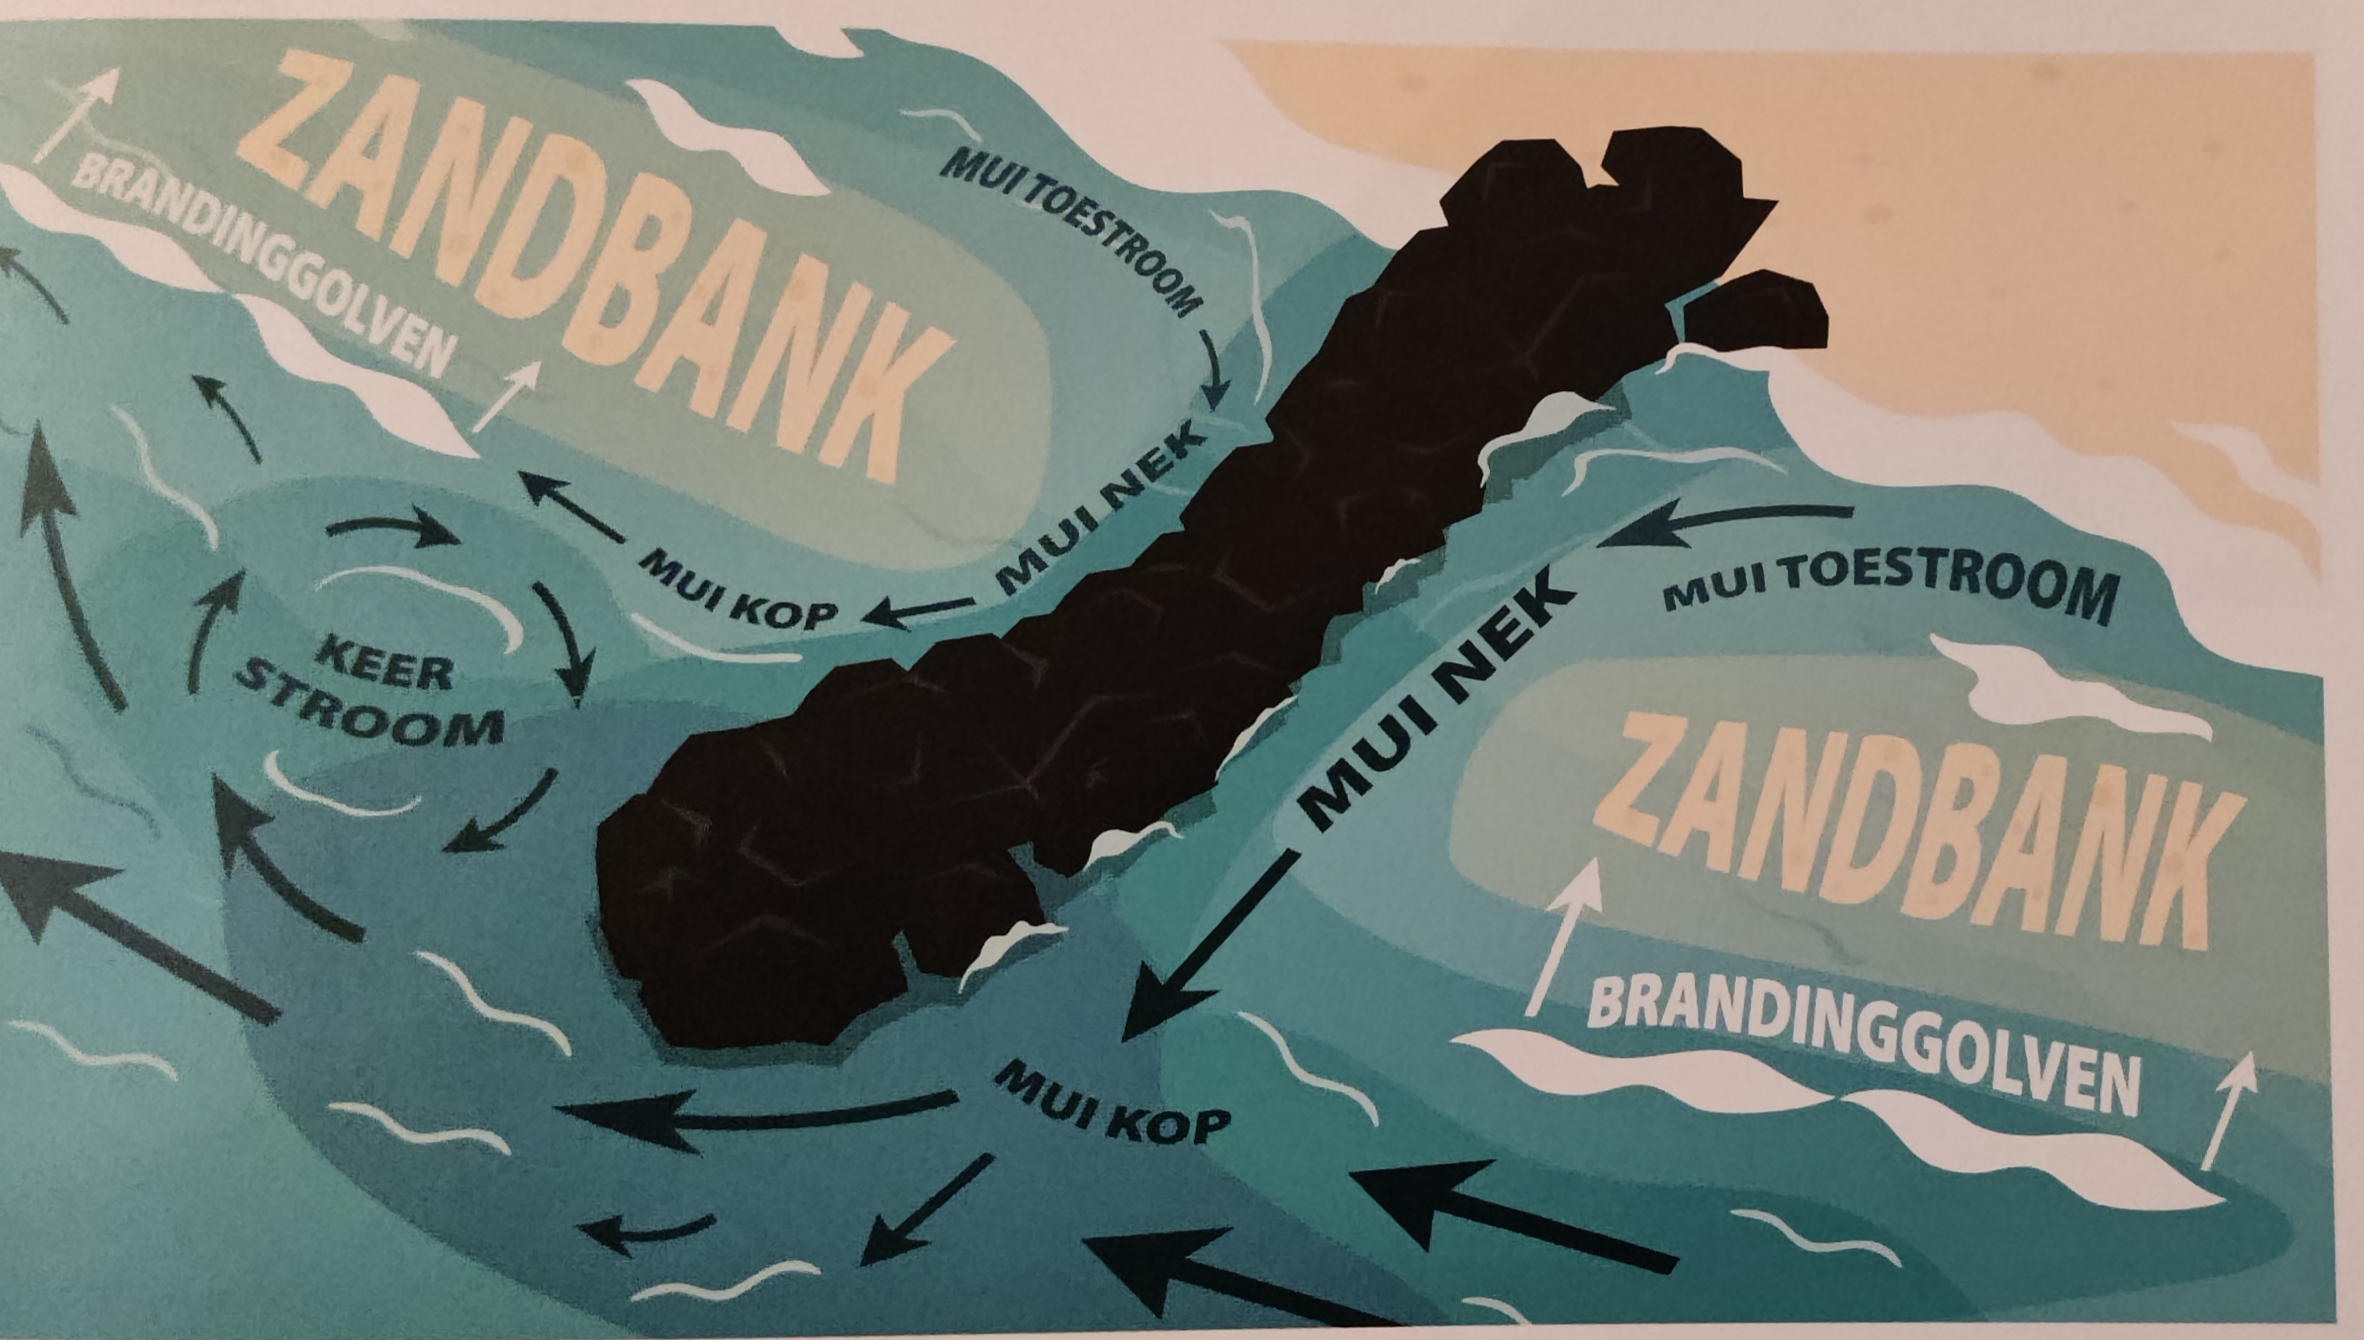 ZANDBANK
BRANDINGGOLVEN
MUI TOESTROOM
MUI NEK
MUI KOP
KEER
STROOM
MUI TOESTROOM
MUI NEK
ZANDBANK
BRANDINGGOLVEN
MUI KOP